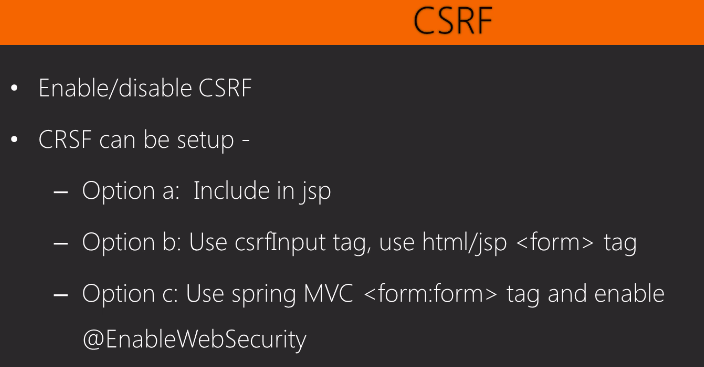 CSRF
• Enable/disable CSRF
• CRSF can be setup -
– Option a: Include in jsp
– Option b: Use csrfInput tag, use html/jsp <form> tag
– Option c: Use spring MVC <form:form> tag and enable
@EnableWebSecurity